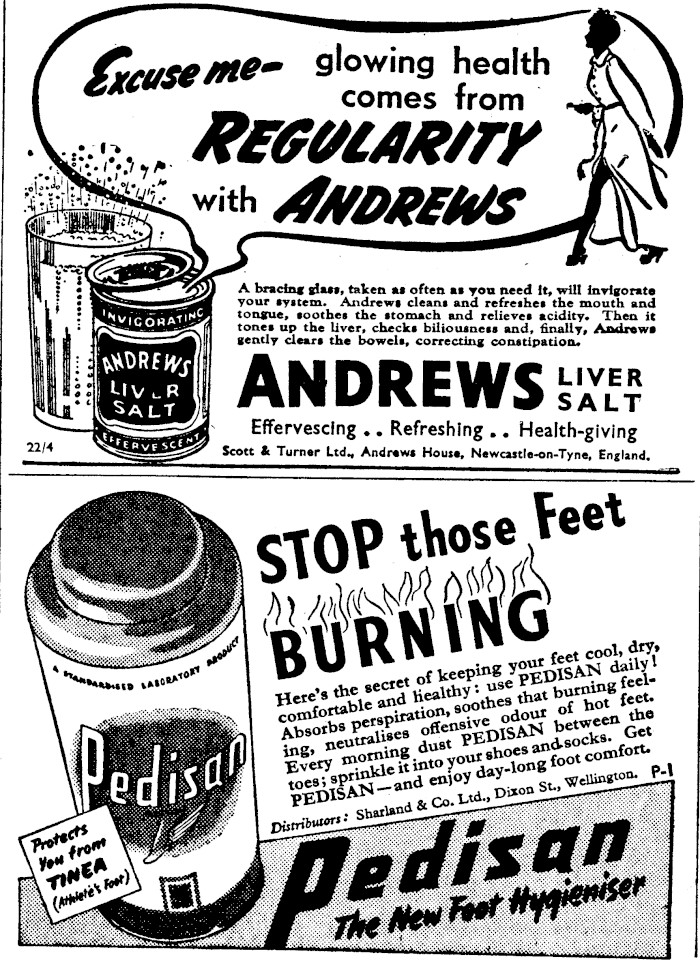 Excuse me- glowing health
comes from
REGULARITY
with ANDREWS
INVIGORATING
ANDREWS
LIVER
SALT
EFFERVESCENT
22/4
A bracing glass, taken as often as you need it, will invigorate
your system. Andrews cleans and refreshes the mouth and
tongue, soothes the stomach and relieves acidity. Then it
tones up the liver, checks biliousness and, finally, Andrews
gently clears the bowels, correcting constipation.
ANDREWS LIVER
SALT
Effervescing .. Refreshing .. Health-giving
Scott & Turner Ltd., Andrews House, Newcastle-on-Tyne, England.
STOP those Feet
BURNING
A STANDARDISED LABORATORY PRODUCT
Pedisan
Protects
You from
TINEA
(Athlete's Foot)
Here's the secret of keeping your feet cool, dry,
comfortable and healthy: use PEDISAN daily!
Absorbs perspiration, soothes that burning feel-
ing, neutralises offensive odour of hot feet.
Every morning dust PEDISAN between the
toes; sprinkle it into your shoes and socks. Get
PEDISAN—and enjoy day-long foot comfort.
Distributors: Sharland & Co. Ltd., Dixon St., Wellington. P-1
Pedisan
The New Foot Hygieniser